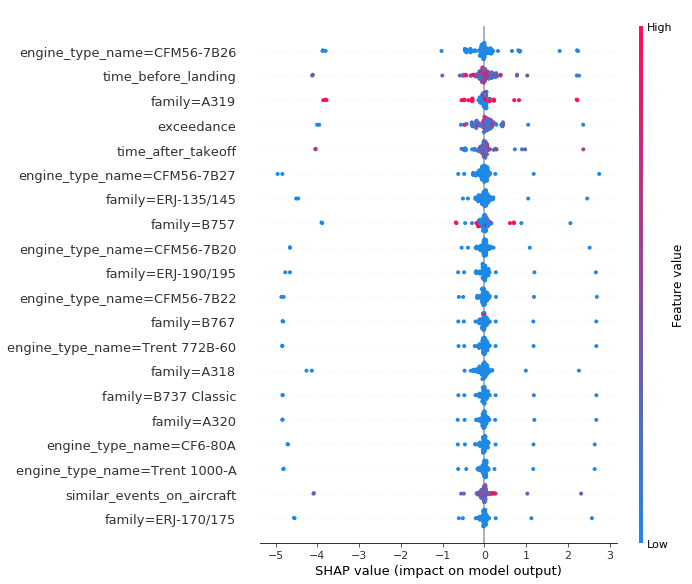 High
engine_type_name=CFM56-7B26
time_before_landing
family=A319
exceedance
time_after_takeoff
engine_type_name=CFM56-7B27
family=ERJ-135/145
family=B757
engine_type_name=CFM56-7B20
family=ERJ-190/195
engine_type_name=CFM56-7B22
family=B767
engine_type_name=Trent 772B-60
family=A318
family=B737 Classic
family=A320
engine_type_name=CF6-80A
engine_type_name=Trent 1000-A
similar_events_on_aircraft
family=ERJ-170/175
Feature value
Low
−5 −4 −3 −2 −1 0 1 2 3
SHAP value (impact on model output)